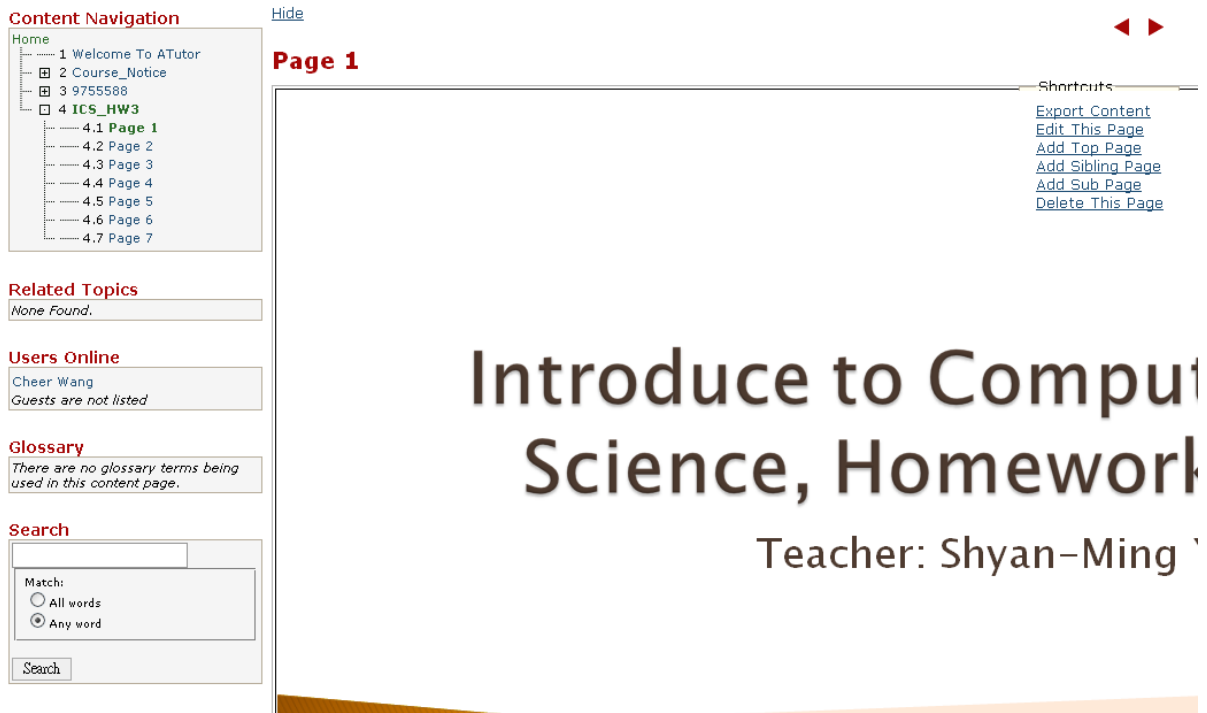 Content Navigation
Home
1 Welcome To ATutor
2 Course_Notice
3 9755588
4 ICS_HW3
4.1 Page 1
4.2 Page 2
4.3 Page 3
4.4 Page 4
4.5 Page 5
4.6 Page 6
4.7 Page 7
Related Topics
None Found.
Users Online
Cheer Wang
Guests are not listed
Glossary
There are no glossary terms being
used in this content page.
Search
Match:
All words
Any word
Search
Hide
Page 1
Shortcuts
Export Content
Edit This Page
Add Top Page
Add Sibling Page
Add Sub Page
Delete This Page
Introduce to Comput
Science, Homework
Teacher: Shyan-Ming